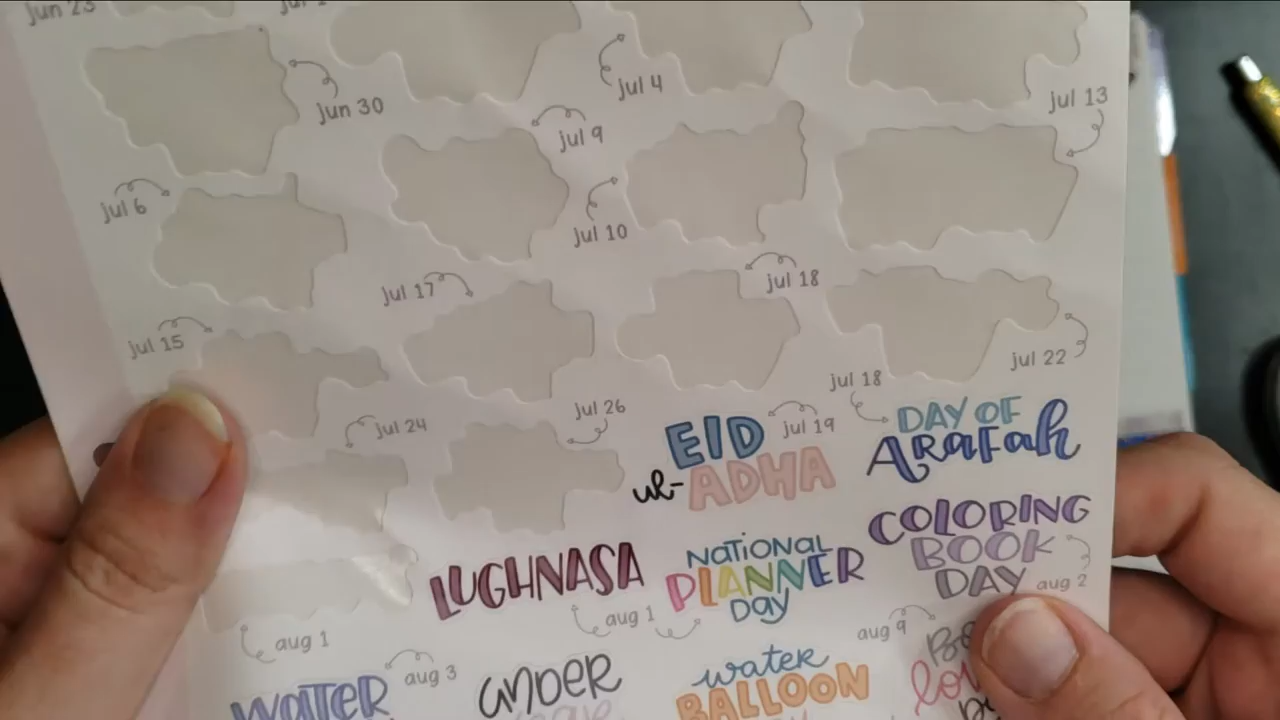 jun 23
jun 30
jul 4
jul 13
jul 9
jul 6
jul 10
jul 17
jul 18
jul 15
jul 22
jul 18
jul 26
jul 24
EID
ul-ADHA
jul 19
DAY OF
ARAFAH
COLORING
BOOK
DAY
aug 2
LUGHNASA
NATIONAL
PLANNER
DAY
aug 1
aug 1
aug 9
WATER
aug 3
UNDER
WATER
BALLOON